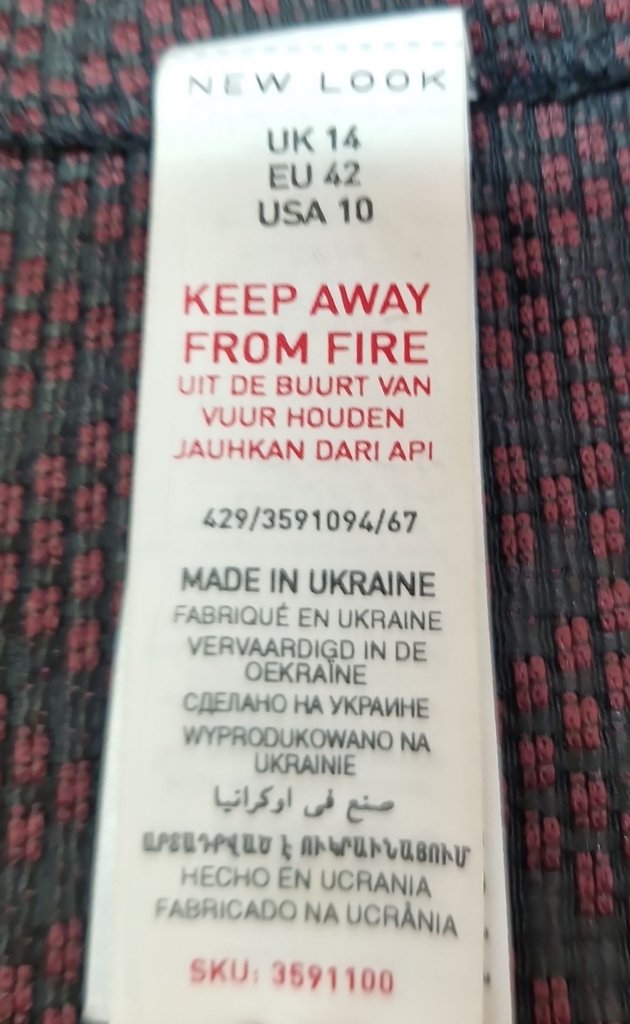 NEW LOOK
UK 14
EU 42
USA 10
KEEP AWAY
FROM FIRE
UIT DE BUURT VAN
VUUR HOUDEN
JAUHKAN DARI API
429/3591094/67
MADE IN UKRAINE
FABRIQUÉ EN UKRAINE
VERVAARDIGD IN DE
OEKRAÏNE
СДЕЛАНО НА УКРАИНЕ
WYPRODUKOWANO NA
UKRAINIE
صنع في اوكرانيا
ԱՐՏԱԴՐՎԱԾ է ՈՒԿՐԱԻՆԱՅՈՒՄ
HECHO EN UCRANIA
FABRICADO NA UCRÂNIA
SKU: 3591100